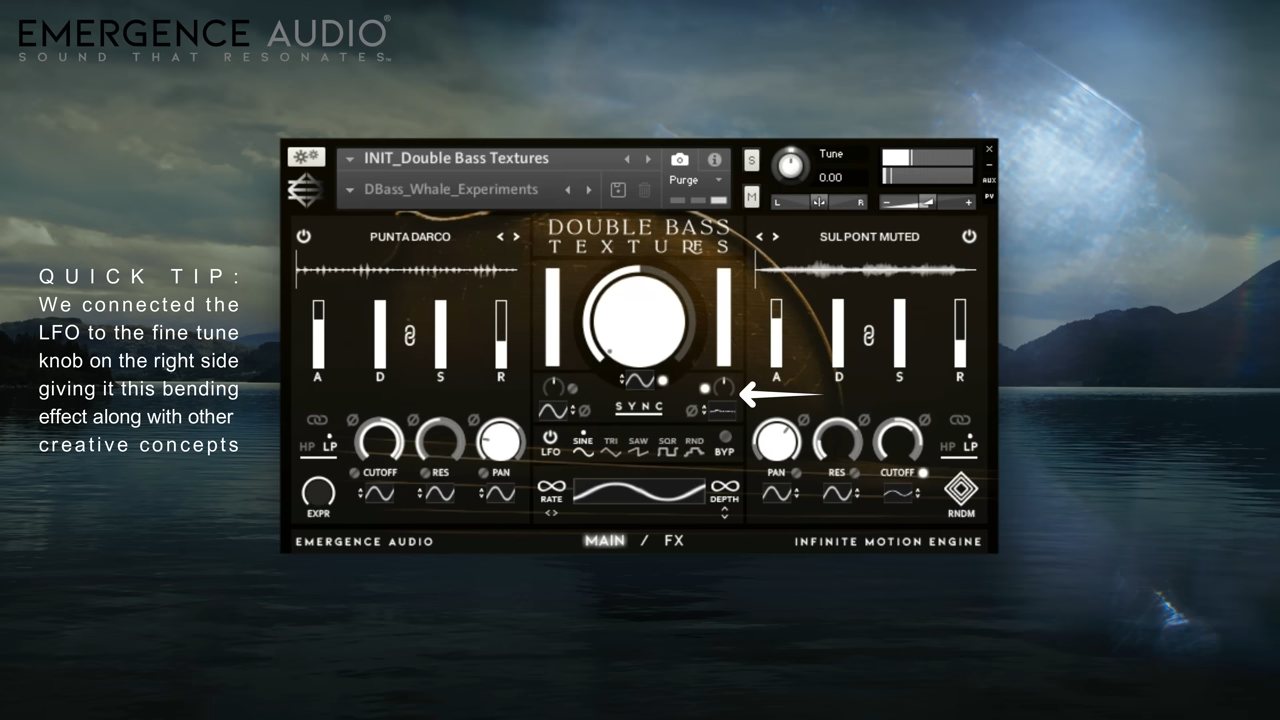 EMERGENCE AUDIO®
SOUND THAT RESONATES™
QUICK TIP:
We connected the
LFO to the fine tune
knob on the right side
giving it this bending
effect along with other
creative concepts
INIT_Double Bass Textures
DBass_Whale_Experiments
Purge
S
M
Tune
0.00
L R
- +
×
-
AUX
PV
DOUBLE BASS
TEXTURES
PUNTA DARCO < >
< > SUL PONT MUTED
A D S R
A D S R
SYNC
HP LP
CUTOFF RES PAN
EXPR
LFO SINE TRI SAW SQR RND BYP
RATE DEPTH
< >
PAN RES CUTOFF
HP LP
RNDM
EMERGENCE AUDIO
MAIN / FX
INFINITE MOTION ENGINE